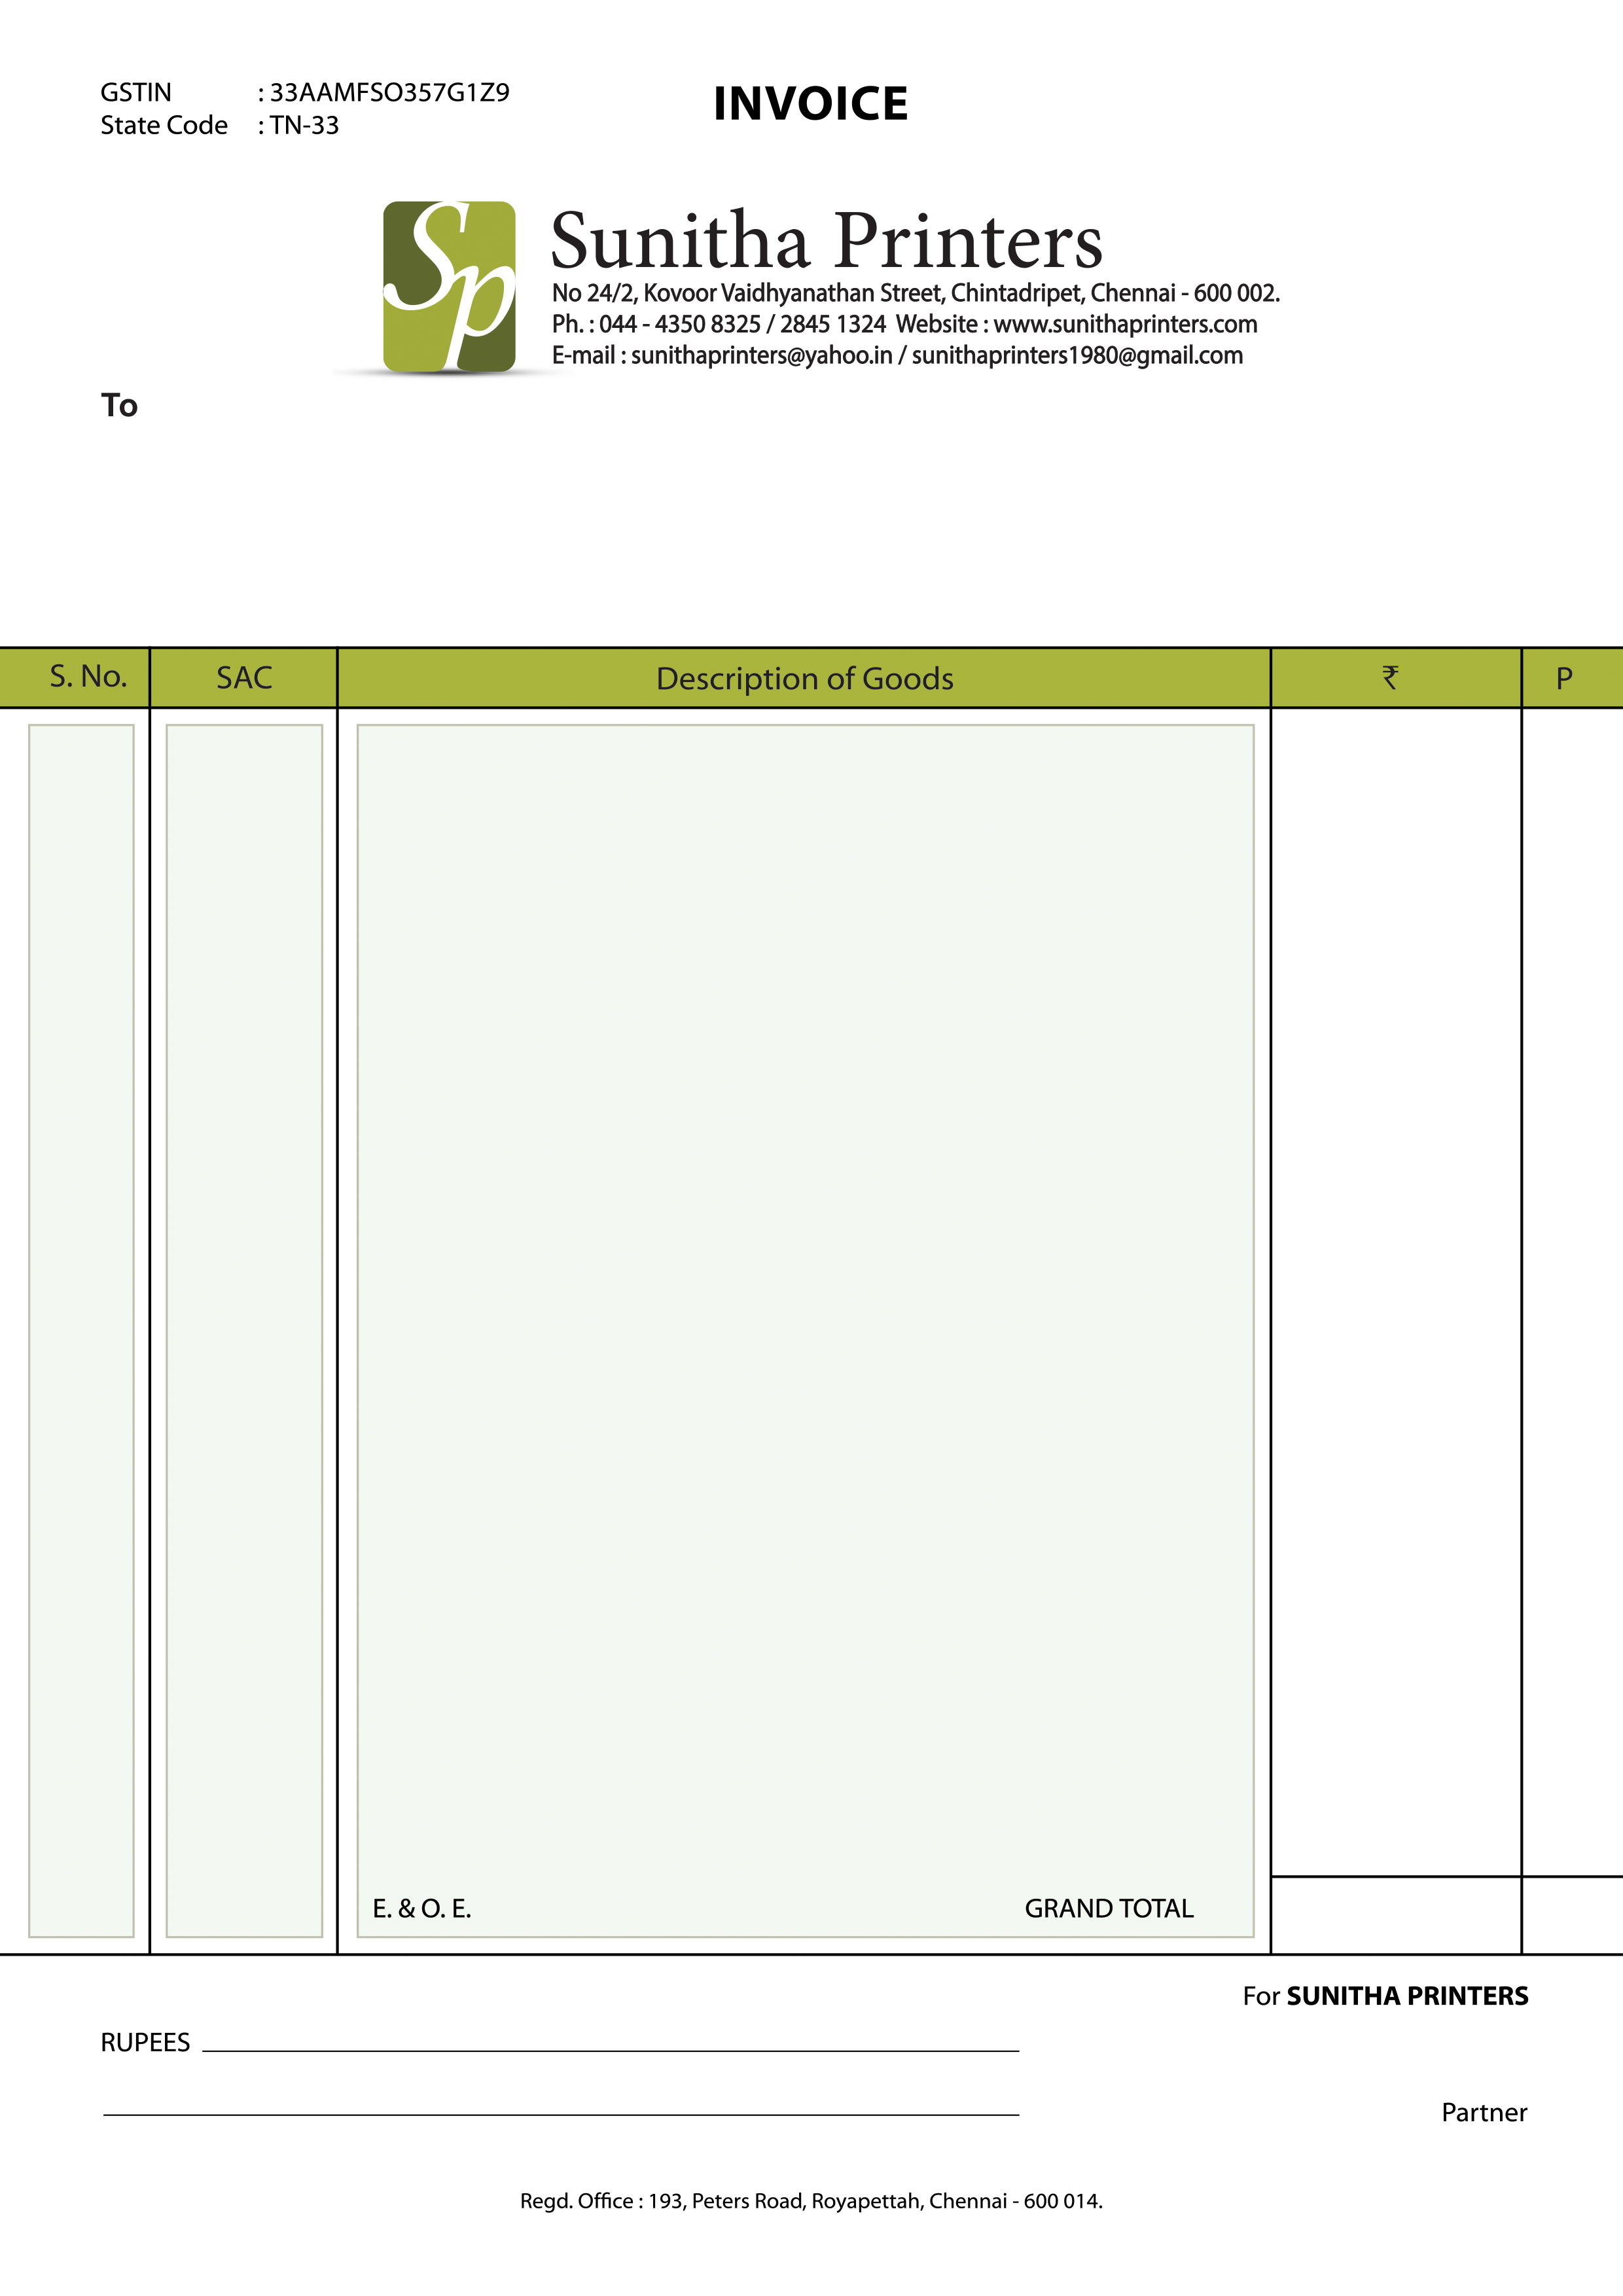 GSTIN : 33AAMFSO357G1Z9
INVOICE
State Code : TN-33
Sp
Sunitha Printers
No 24/2, Kovoor Vaidhyanathan Street, Chintadripet, Chennai - 600 002.
Ph. : 044 - 4350 8325 / 2845 1324 Website : www.sunithaprinters.com
E-mail : sunithaprinters@yahoo.in / sunithaprinters1980@gmail.com
To
S. No. SAC Description of Goods ₹ P
E. & O. E. GRAND TOTAL
For SUNITHA PRINTERS
RUPEES
Partner
Regd. Office : 193, Peters Road, Royapettah, Chennai - 600 014.